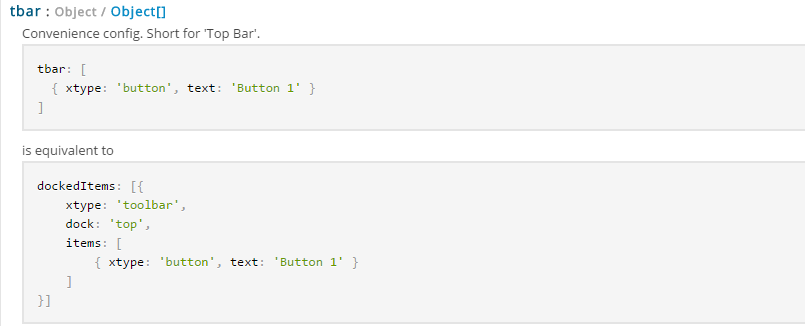 tbar : Object / Object[]
Convenience config. Short for 'Top Bar'.
tbar: [
  { xtype: 'button', text: 'Button 1' }
]
is equivalent to
dockedItems: [{
    xtype: 'toolbar',
    dock: 'top',
    items: [
        { xtype: 'button', text: 'Button 1' }
    ]
}]